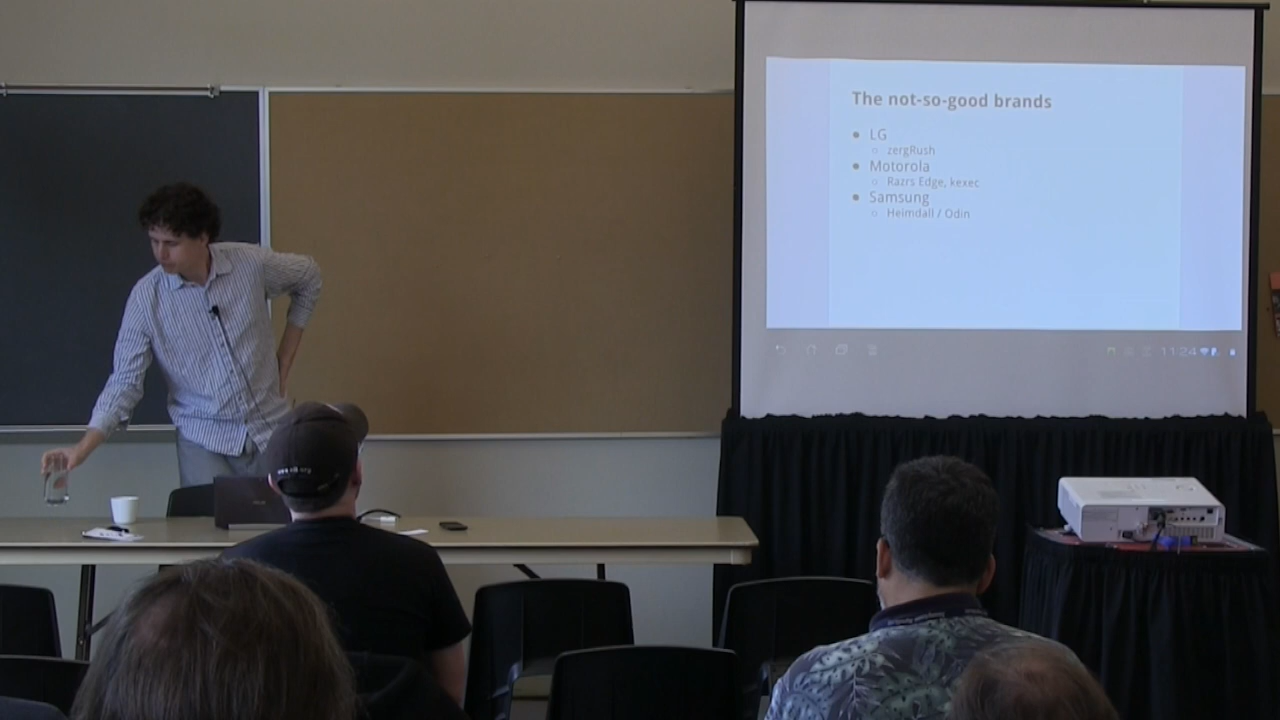 The not-so-good brands
• LG
○ zergRush
• Motorola
○ Razrs Edge, kexec
• Samsung
○ Heimdall / Odin
11:24